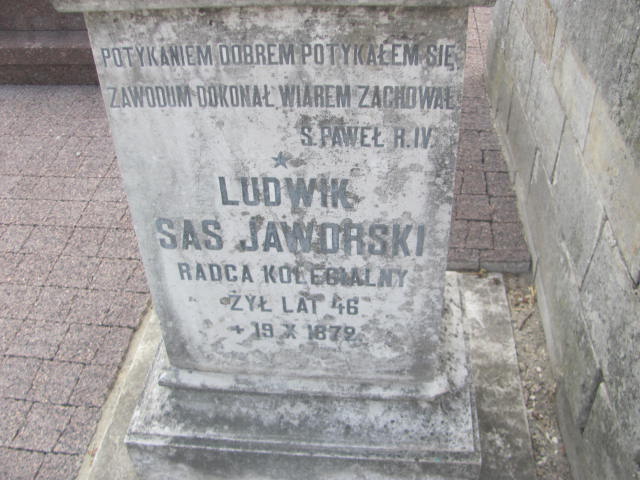 POTYKANIEM DOBREM POTYKAŁEM SIĘ
ZAWODUM DOKONAŁ, WIAREM ZACHOWAŁ
S. PAWEŁ R. IV.
LUDWIK
SAS JAWORSKI
RADCA KOLEGIALNY
ŻYŁ LAT 46
+ 19 X 1872